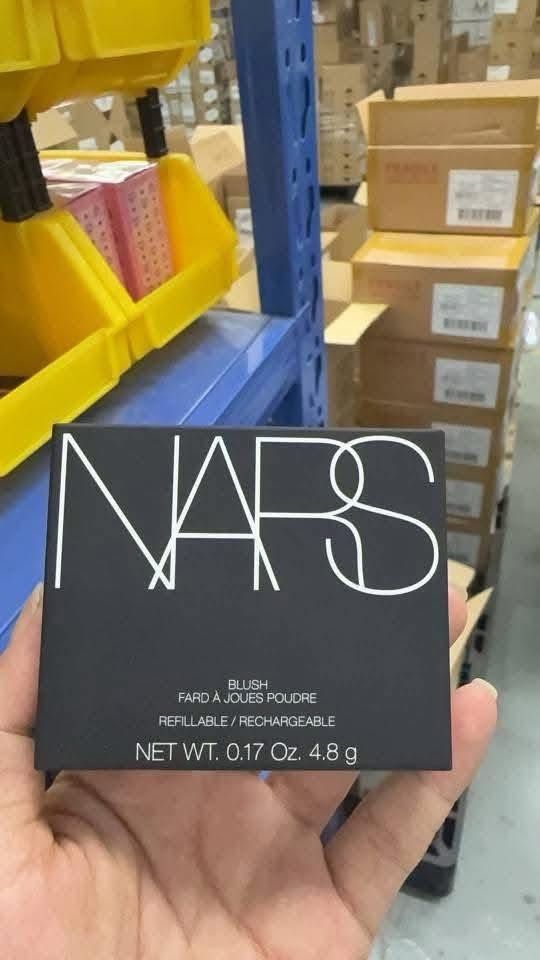 NARS
BLUSH
FARD À JOUES POUDRE
REFILLABLE / RECHARGEABLE
NET WT. 0.17 Oz. 4.8 g